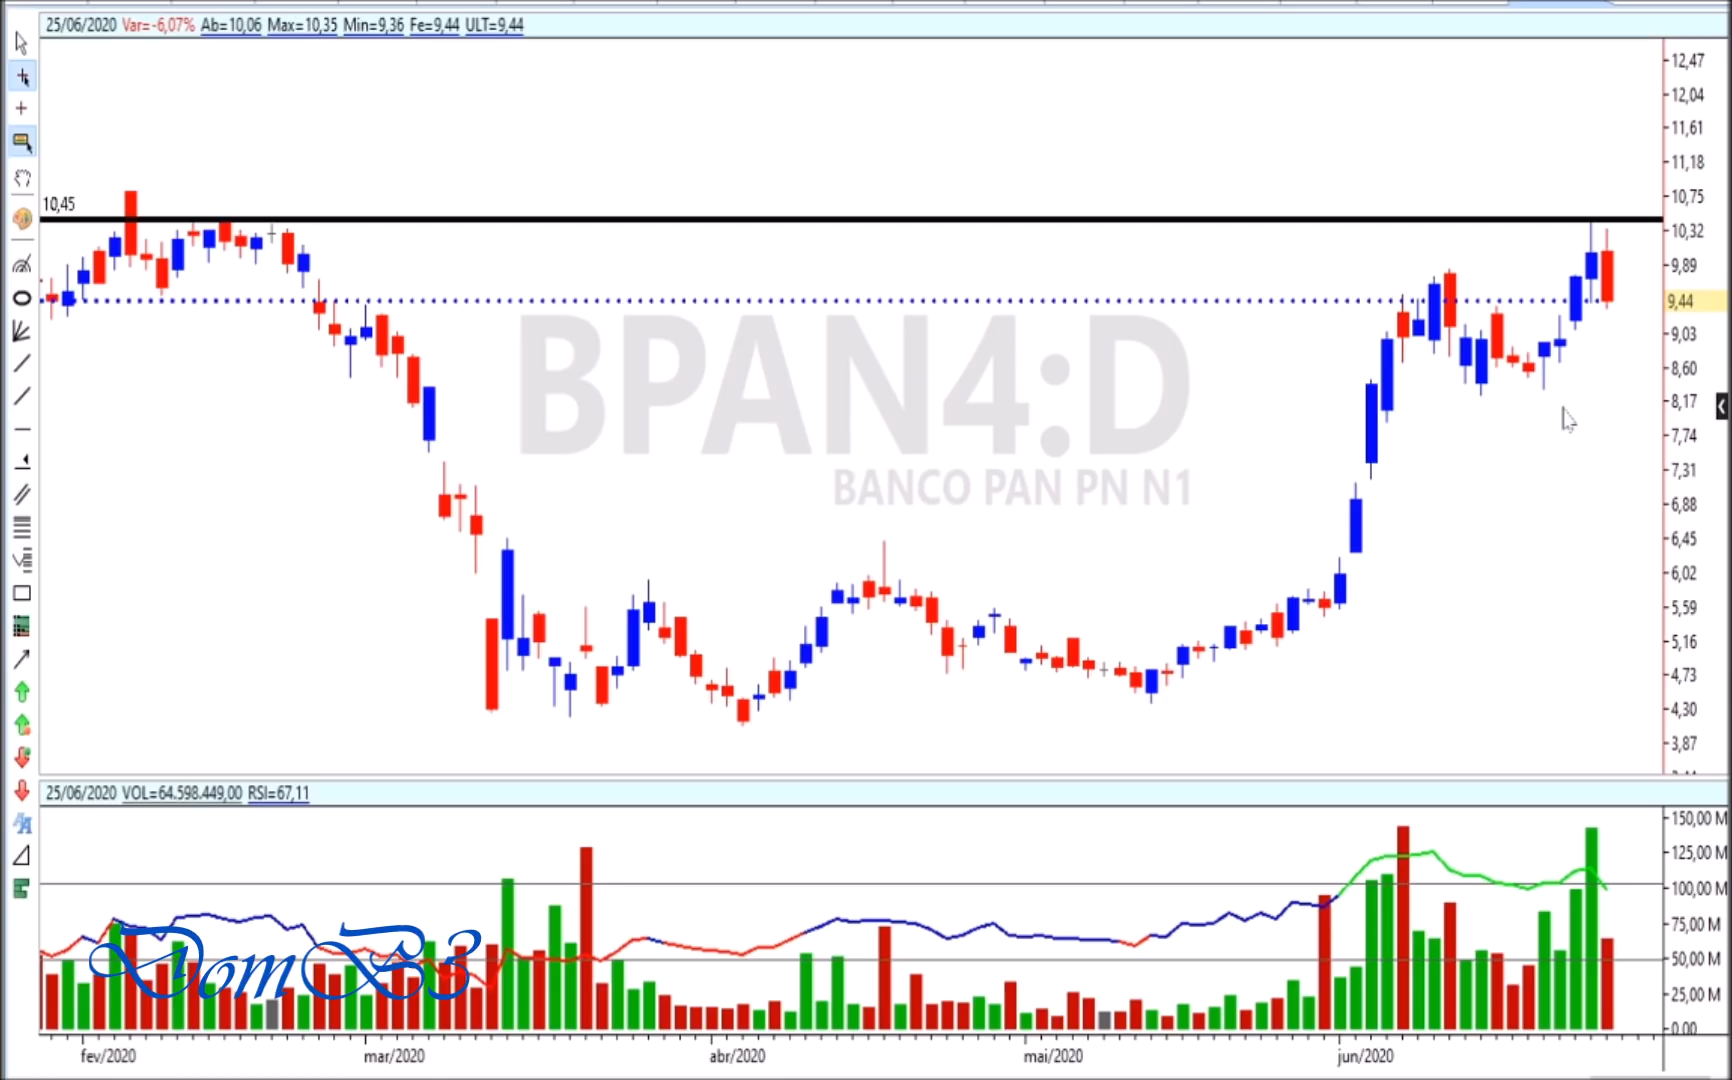 25/06/2020 Var=-6,07% Ab=10,06 Max=10,35 Min=9,36 Fe=9,44 ULT=9,44
12,47
12,04
11,61
11,18
10,75
10,45
10,32
9,89
9,44
9,03
8,60
8,17
7,74
7,31
6,88
6,45
6,02
5,59
5,16
4,73
4,30
3,87
BPAN4:D
BANCO PAN PN N1
25/06/2020 VOL=64.598.449,00 RSI=67,11
150,00 M
125,00 M
100,00 M
75,00 M
50,00 M
25,00 M
0.00
DomB3
fev/2020 mar/2020 abr/2020 mai/2020 jun/2020